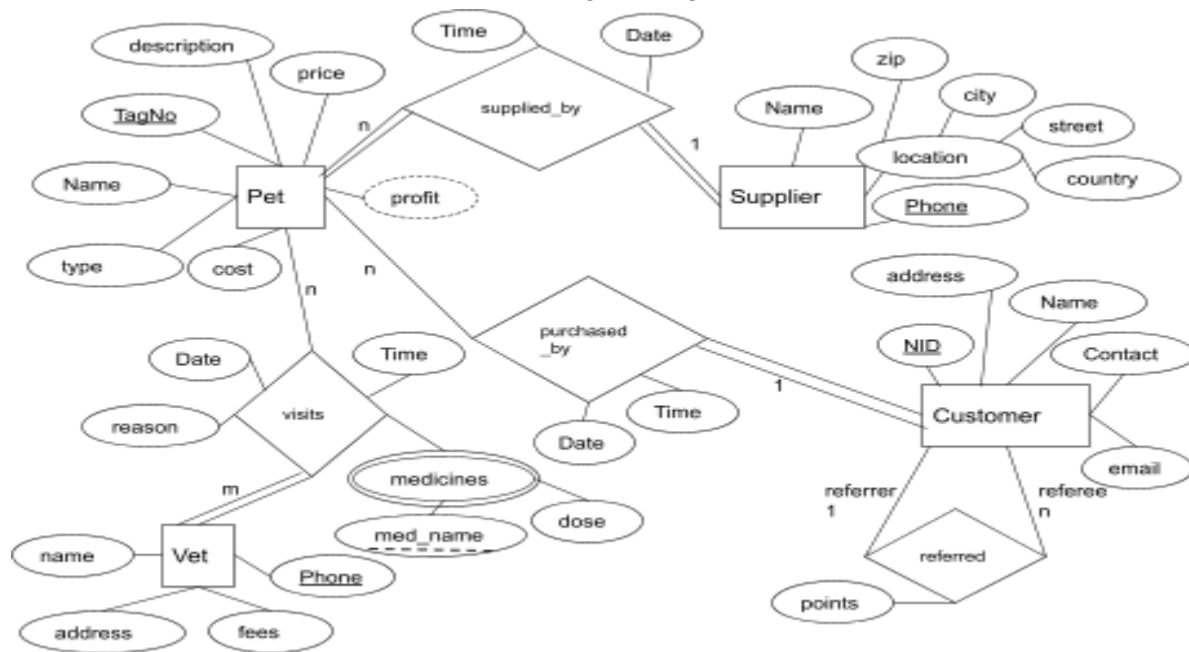 description
Time
Date
zip
price
city
Name
TagNo
supplied_by
street
n
1
location
Name
Pet
profit
Supplier
country
Phone
type
cost
n
n
address
Name
Date
Time
purchased
_by
NID
Contact
1
visits
Time
Customer
reason
Date
medicines
email
m
referrer
1
referee
n
dose
med_name
name
Vet
Phone
referred
points
address
fees